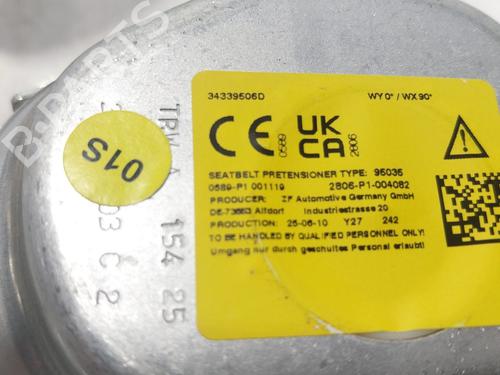 34339506D
WY 0° / WX 90°
CE
0589
UK
CA
2806
SEATBELT PRETENSIONER TYPE: 95035
0589-P1 001119
2806-P1-004082
PRODUCER: ZF Automotive Germany GmbH
DE-73553 Alfdorf Industriestrasse 20
PRODUCTION: 25-06-10 Y27 242
TO BE HANDLED BY QUALIFIED PERSONNEL ONLY!
Umgang nur durch geschultes Personal erlaubt!
01S
TRW A 154 25
03 C 2
B-PARTS